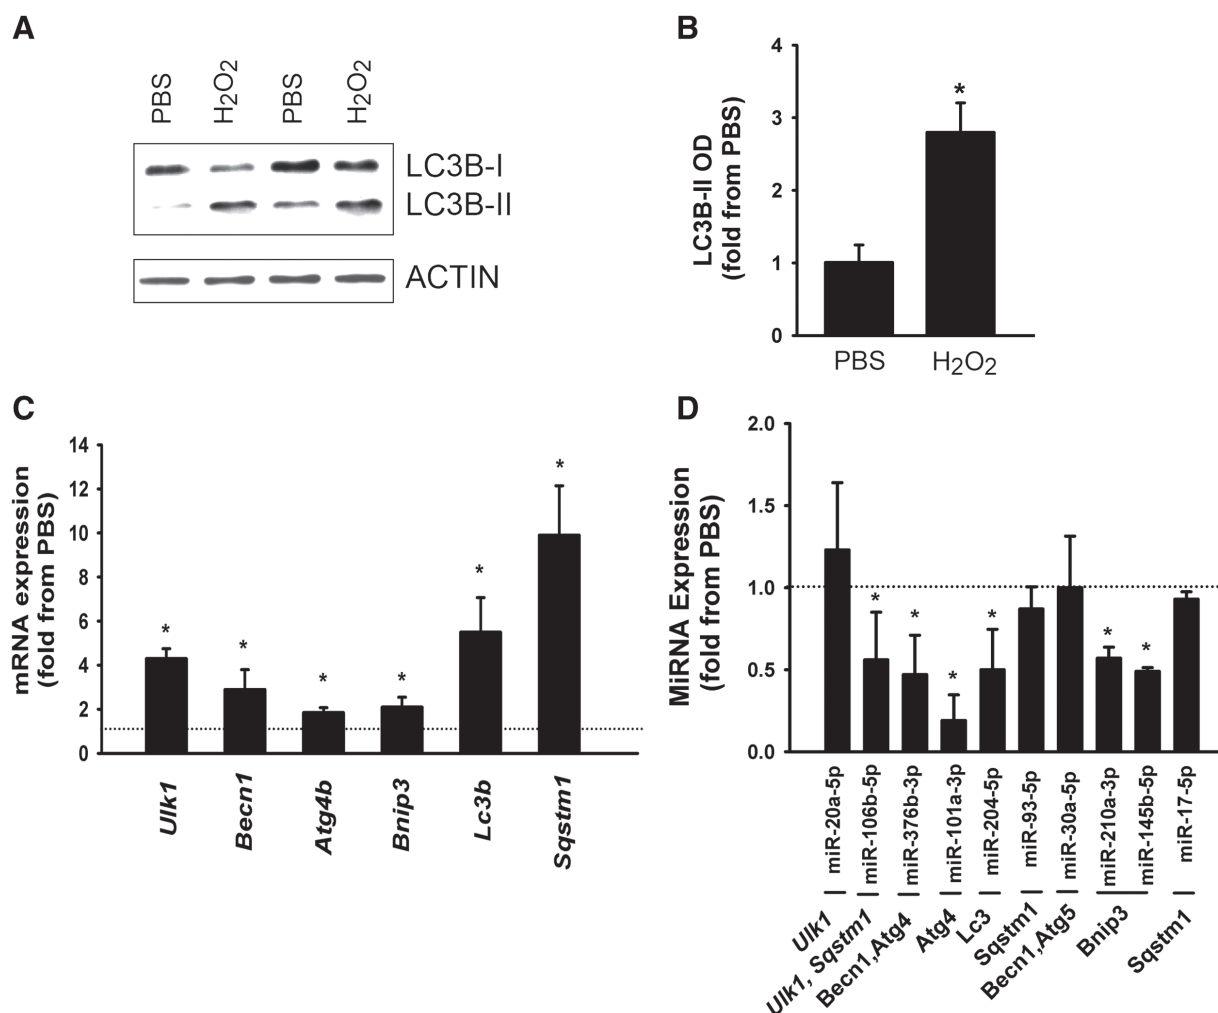 A
PBS
H2O2
PBS
H2O2
LC3B-I
LC3B-II
ACTIN
B
LC3B-II OD
(fold from PBS)
4
3
2
1
0
*
PBS
H2O2
C
mRNA expression
(fold from PBS)
14
12
10
8
6
4
2
0
*
*
*
*
*
*
Ulk1
Becn1
Atg4b
Bnip3
Lc3b
Sqstm1
D
MiRNA Expression
(fold from PBS)
2.0
1.5
1.0
0.5
0.0
*
*
*
*
*
*
miR-20a-5p
miR-106b-5p
miR-376b-3p
miR-101a-3p
miR-204-5p
miR-93-5p
miR-30a-5p
miR-210a-3p
miR-145b-5p
miR-17-5p
Ulk1
Ulk1, Sqstm1
Becn1,Atg4
Atg4
Lc3
Sqstm1
Becn1,Atg5
Bnip3
Sqstm1